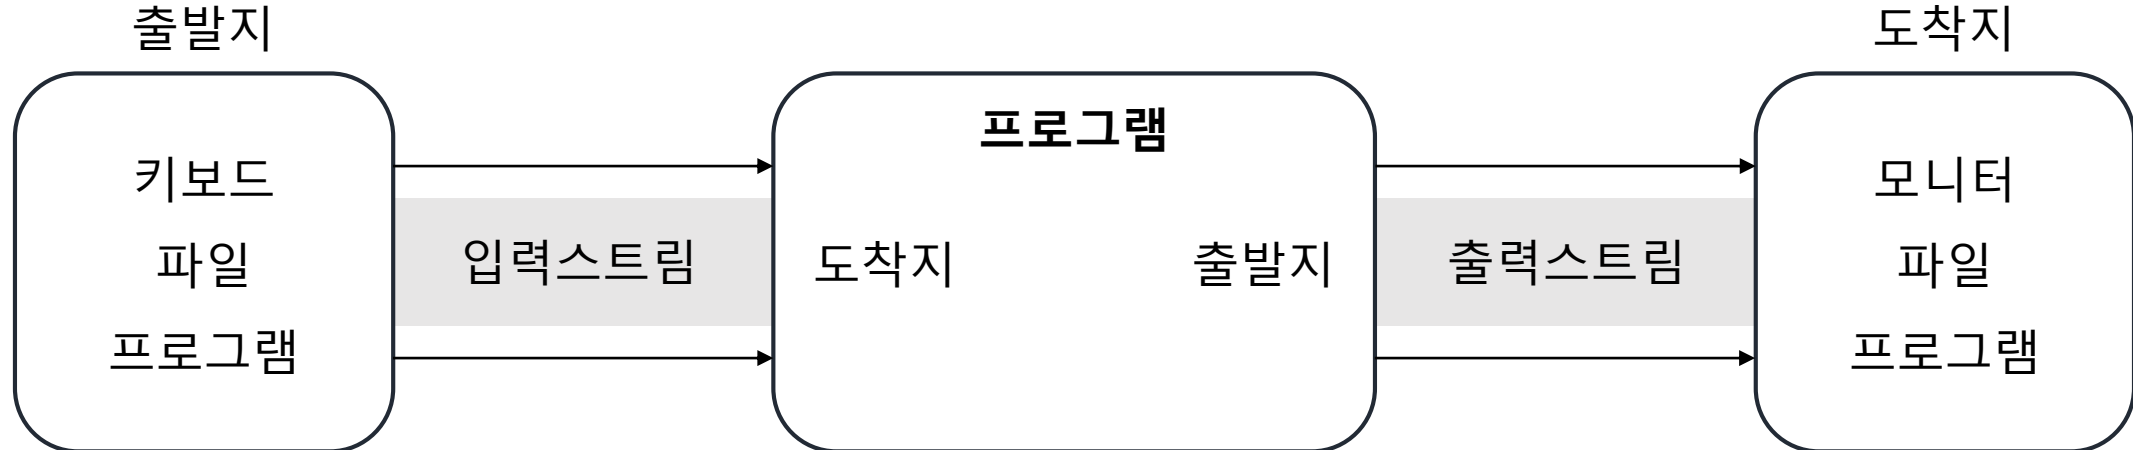 출발지
키보드
파일
프로그램
입력스트림
프로그램
도착지
출발지
출력스트림
도착지
모니터
파일
프로그램